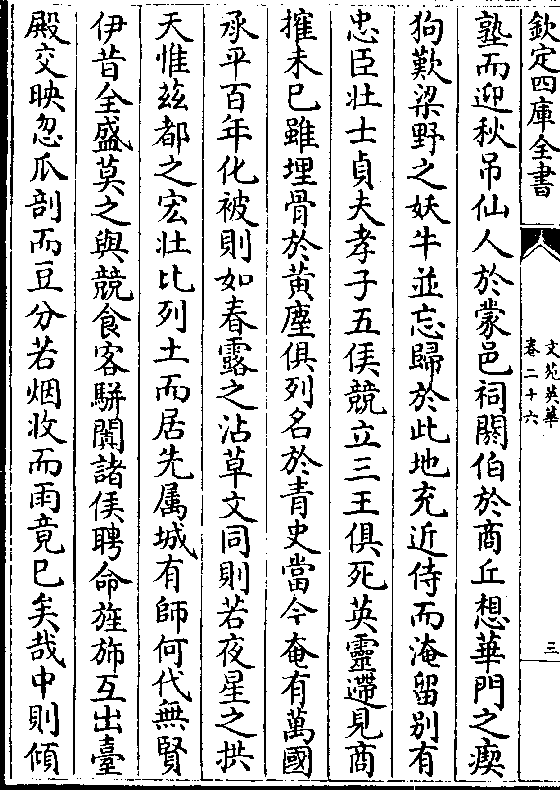 欽定四庫全書
文苑英華
卷二十六
三
塾而迎秋吊仙人於蒙邑祠閼伯於商丘想華門之瘈
狗歎梁野之妖牛並忘歸於此地充近侍而淹留别有
忠臣壯士貞夫孝子五侯競立三王俱死英靈遞見商
搉未巳雖埋骨於黄塵俱列名於青史當今奄有萬國
承平百年化被則如春露之沾草文同則若夜星之拱
天惟兹都之宏壯比列土而居先属城有師何代無賢
伊昔全盛莫之與競食客駢闐諸侯聘命旌斾互出臺
殿交映忽瓜剖而豆分若烟收而雨竟巳矣哉中則傾